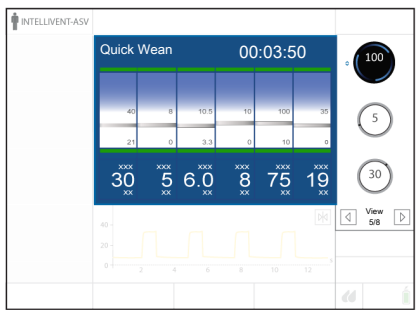 INTELLIVENT-ASV
Quick Wean 00:03:50
40 8 10.5 10 100 35
21 0 3.3 0 10 0
xxx xxx xxx xxx xxx xxx
30 5 6.0 8 75 19
xx xx xx xx xx xx
100
5
30
View
5/8
40
20
0
2 4 6 8 10 12